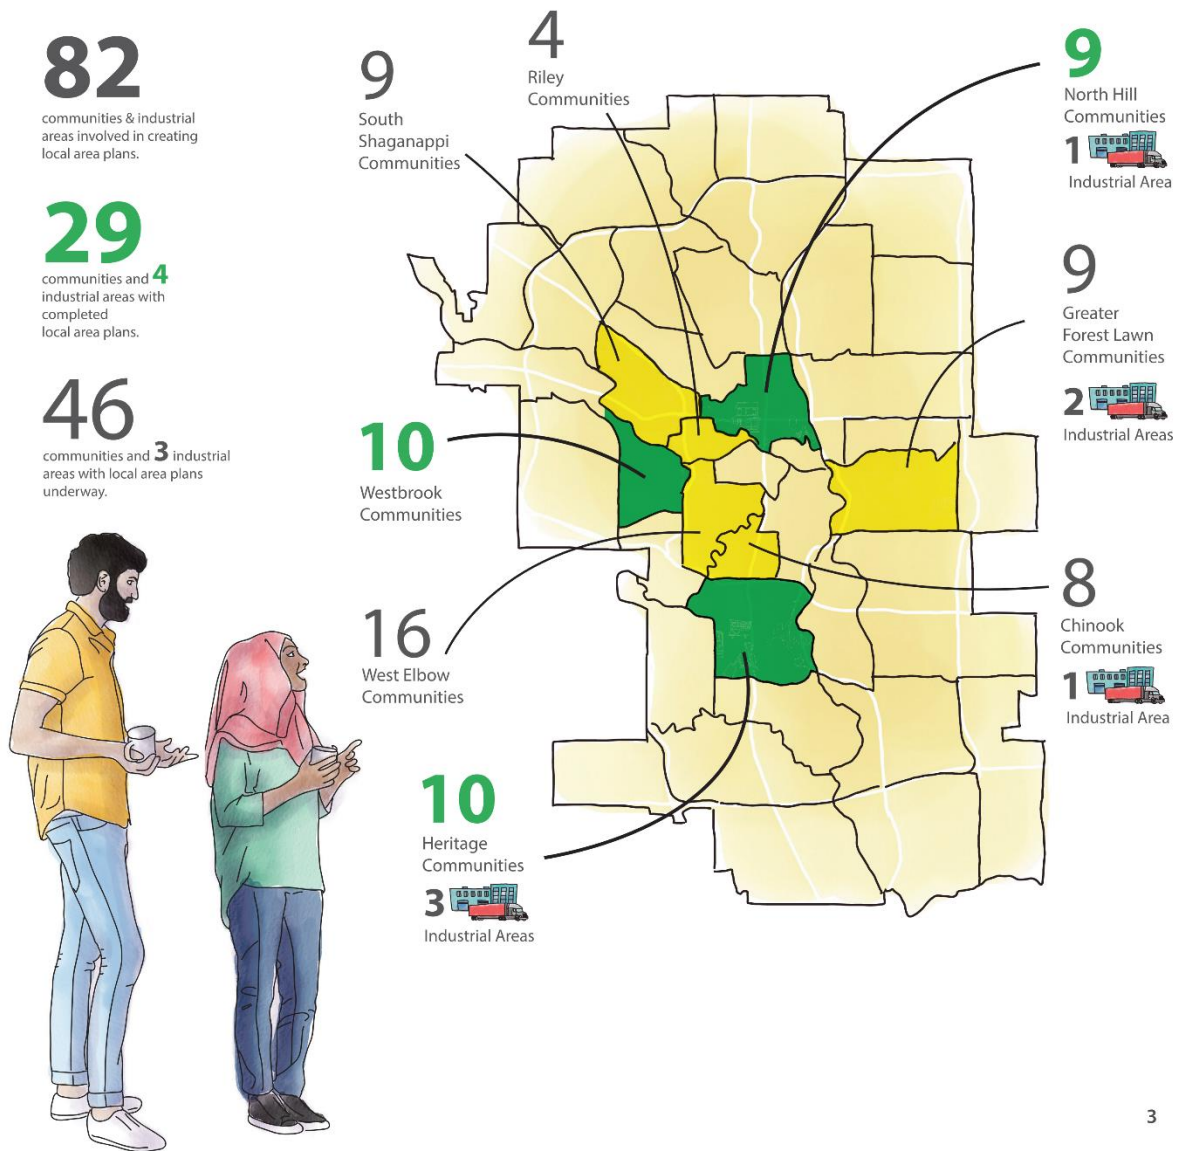 82
communities & industrial
areas involved in creating
local area plans.
29
communities and 4
industrial areas with
completed
local area plans.
46
communities and 3 industrial
areas with local area plans
underway.
9
South
Shaganappi
Communities
4
Riley
Communities
9
North Hill
Communities
1
Industrial Area
9
Greater
Forest Lawn
Communities
2
Industrial Areas
10
Westbrook
Communities
8
Chinook
Communities
1
Industrial Area
16
West Elbow
Communities
10
Heritage
Communities
3
Industrial Areas
3